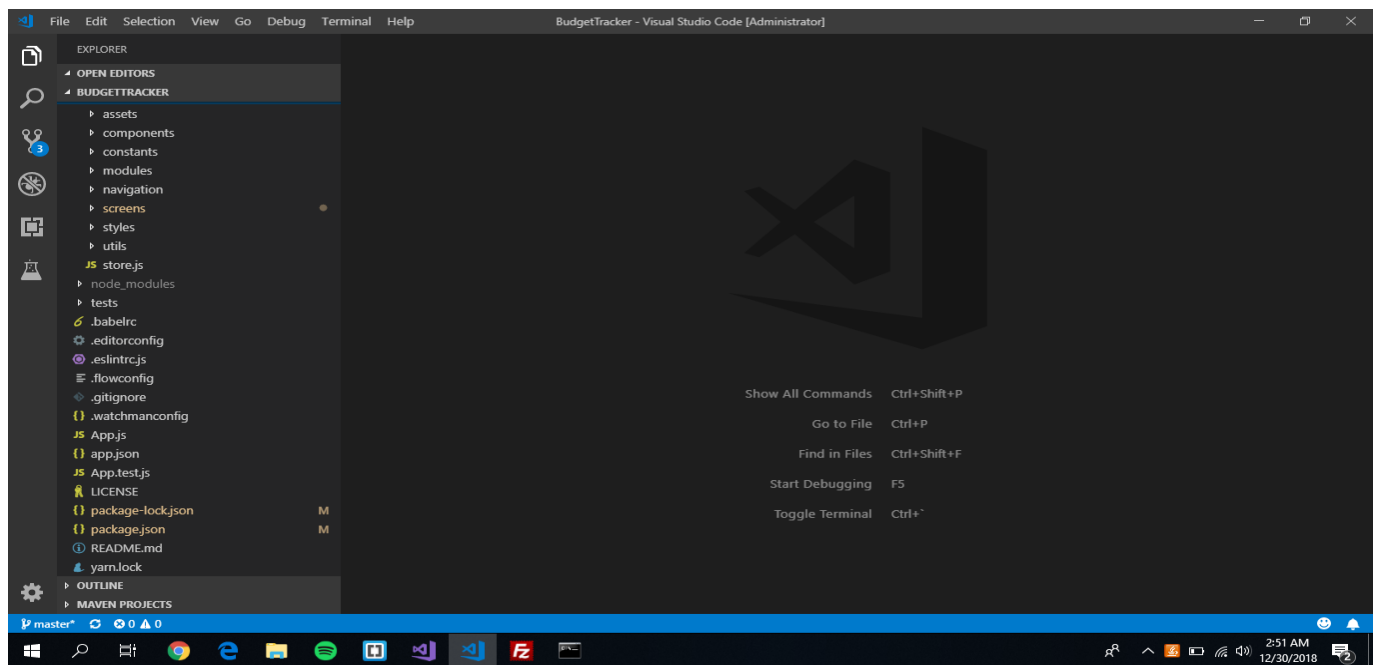 File Edit Selection View Go Debug Terminal Help BudgetTracker - Visual Studio Code [Administrator]
EXPLORER
OPEN EDITORS
BUDGETTRACKER
assets
components
constants
modules
navigation
screens
styles
utils
JS store.js
node_modules
tests
.babelrc
.editorconfig
.eslintrc.js
.flowconfig
.gitignore
{} .watchmanconfig
JS App.js
{} app.json
JS App.test.js
LICENSE
{} package-lock.json M
{} package.json M
README.md
yarn.lock
OUTLINE
MAVEN PROJECTS
3
Show All Commands Ctrl+Shift+P
Go to File Ctrl+P
Find in Files Ctrl+Shift+F
Start Debugging F5
Toggle Terminal Ctrl+`
master* 0 0
Fz
2:51 AM
12/30/2018
2